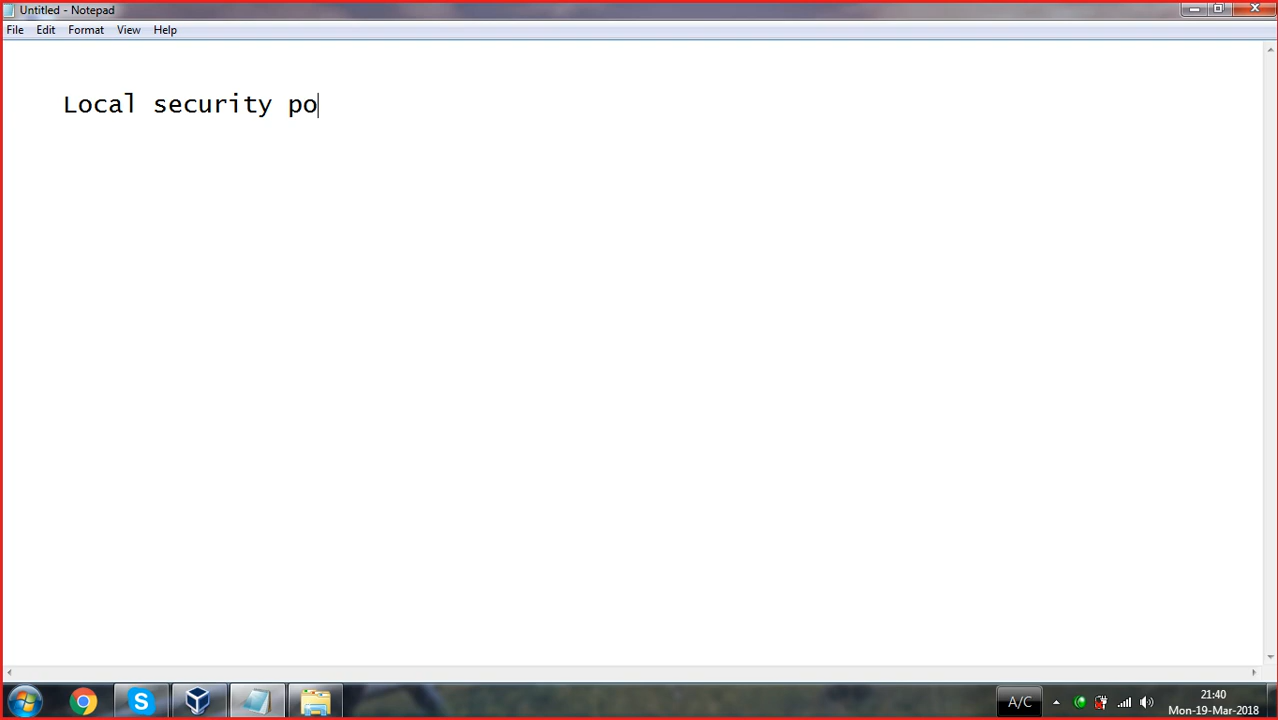 Untitled - Notepad
File Edit Format View Help
Local security po
A/C
21:40
Mon-19-Mar-2018